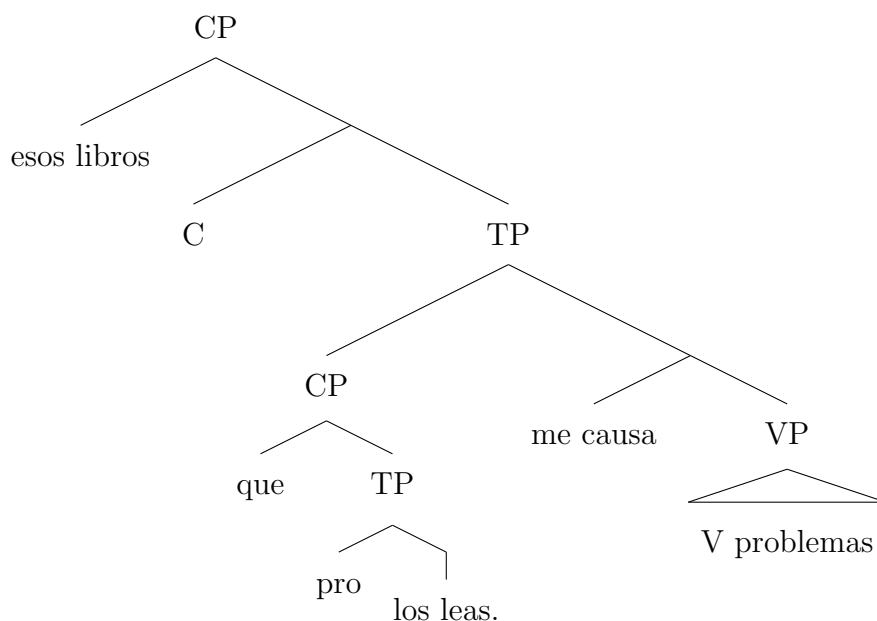 CP
esos libros
C
TP
CP
me causa
VP
que
TP
V problemas
pro
los leas.